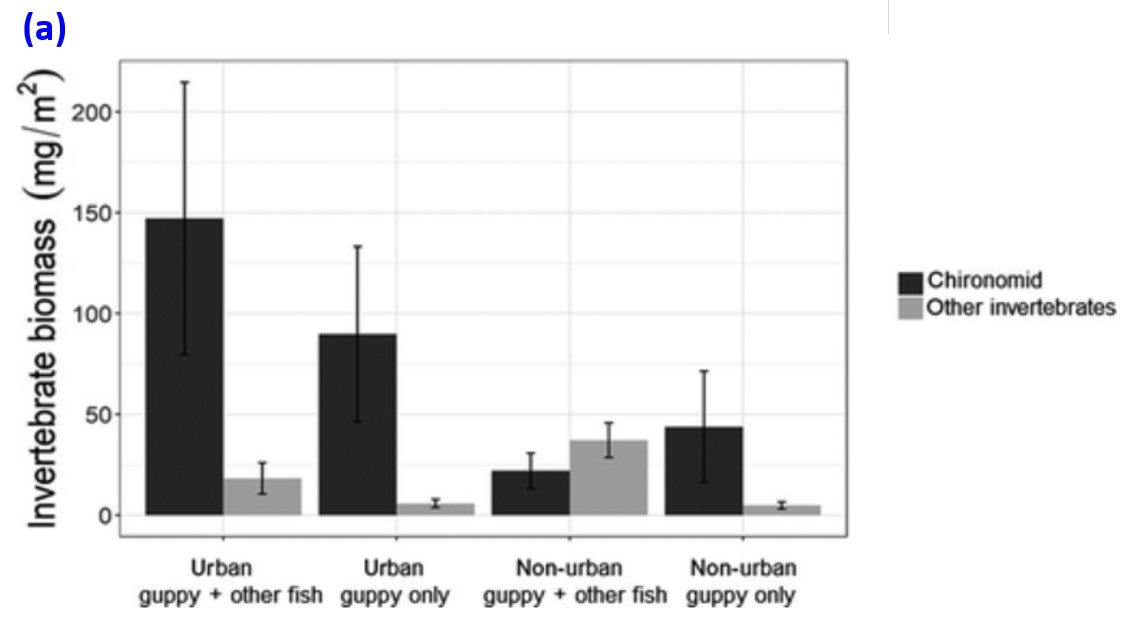 (a)
Invertebrate biomass (mg/m²)
200
150
100
50
0
Urban
guppy + other fish
Urban
guppy only
Non-urban
guppy + other fish
Non-urban
guppy only
Chironomid
Other invertebrates